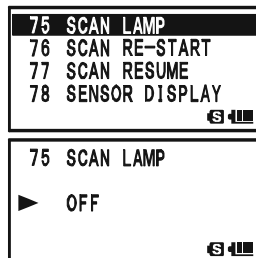 75 SCAN LAMP
76 SCAN RE-START
77 SCAN RESUME
78 SENSOR DISPLAY
S
75 SCAN LAMP
▶ OFF
S